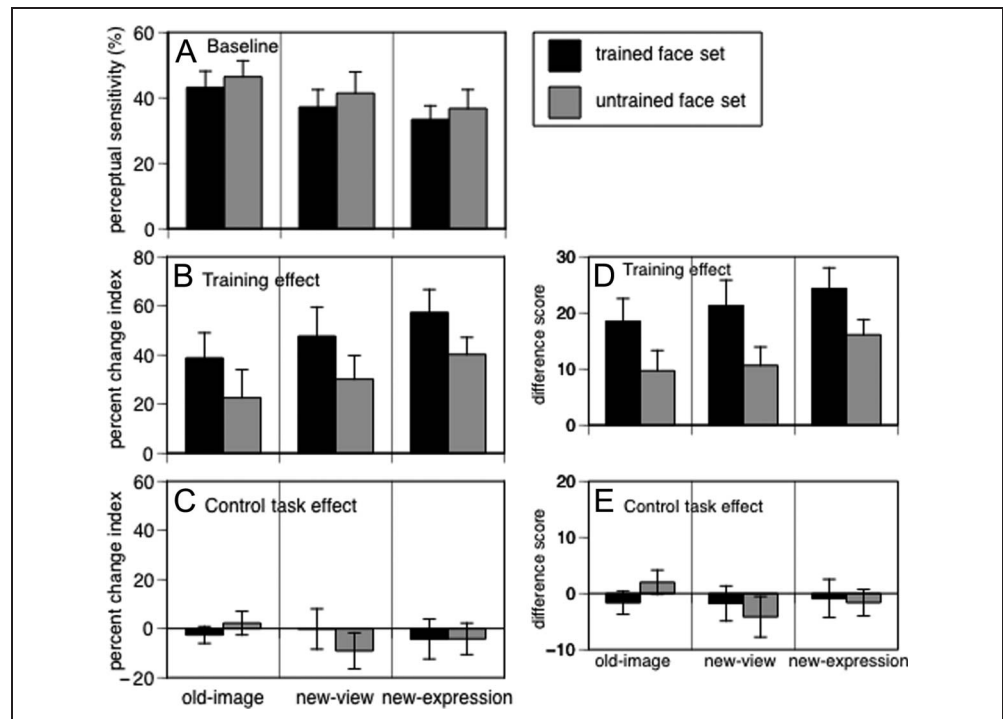 A Baseline
perceptual sensitivity (%)
60
40
20
0
trained face set
untrained face set
B Training effect
percent change index
80
60
40
20
0
D Training effect
difference score
30
20
10
0
C Control task effect
percent change index
60
40
20
0
−20
old-image new-view new-expression
E Control task effect
difference score
20
10
0
−10
old-image new-view new-expression